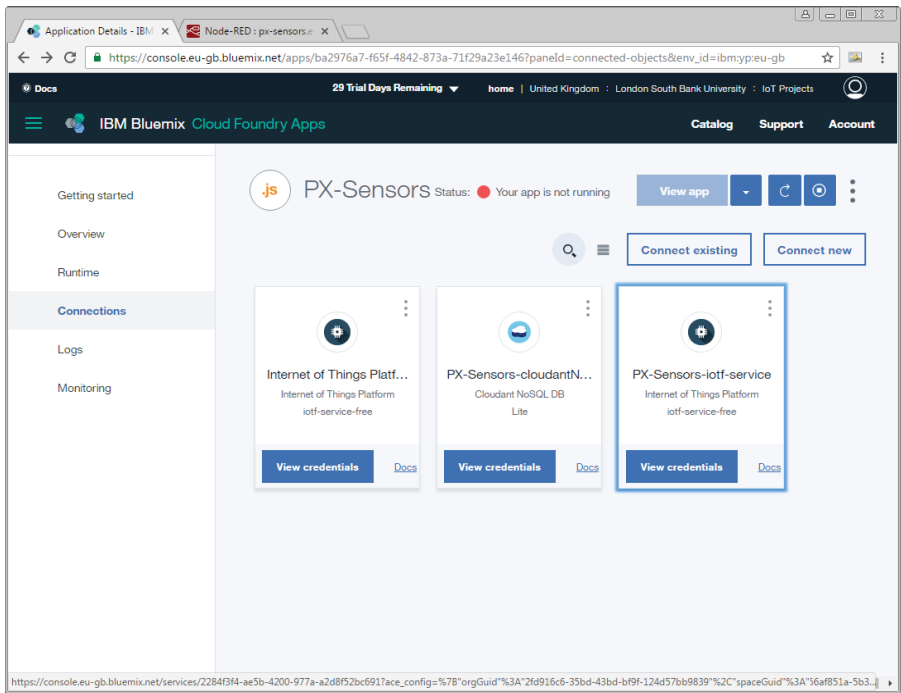 Application Details - IBM
Node-RED : px-sensors.e
https://console.eu-gb.bluemix.net/apps/ba2976a7-f65f-4842-873a-71f29a23e146?paneId=connected-objects&env_id=ibm:yp:eu-gb
Docs
29 Trial Days Remaining
home | United Kingdom : London South Bank University : IoT Projects
IBM Bluemix Cloud Foundry Apps
Catalog Support Account
Getting started
Overview
Runtime
Connections
Logs
Monitoring
.js
PX-Sensors Status: Your app is not running
View app
Connect existing
Connect new
Internet of Things Platf...
Internet of Things Platform
iotf-service-free
View credentials Docs
PX-Sensors-cloudantN...
Cloudant NoSQL DB
Lite
View credentials Docs
PX-Sensors-iotf-service
Internet of Things Platform
iotf-service-free
View credentials Docs
https://console.eu-gb.bluemix.net/services/2284f3f4-ae5b-4200-977a-a2d8f52bc691?ace_config=%7B"orgGuid"%3A"2fd916c6-35bd-43bd-bf9f-124d57bb9839"%2C"spaceGuid"%3A"56af851a-5b3...